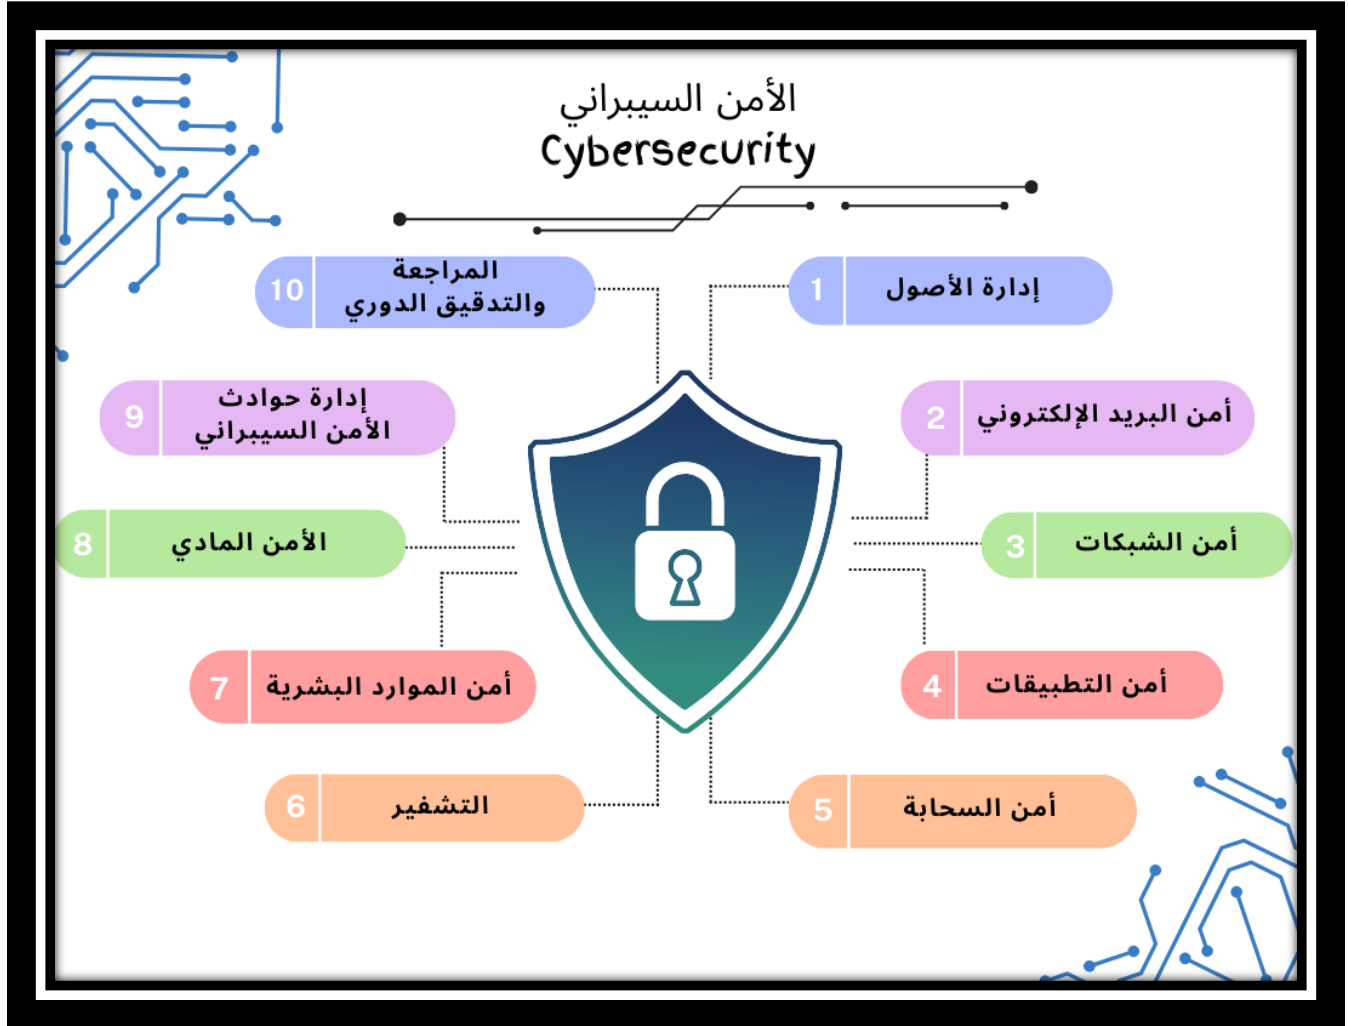 الأمن السيبراني
Cybersecurity
1
إدارة الأصول
2
أمن البريد الإلكتروني
3
أمن الشبكات
4
أمن التطبيقات
5
أمن السحابة
6
التشفير
7
أمن الموارد البشرية
8
الأمن المادي
9
إدارة حوادث
الأمن السيبراني
10
المراجعة
والتدقيق الدوري